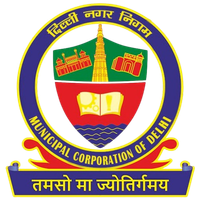 दिल्ली नगर निगम
MUNICIPAL CORPORATION OF DELHI
तमसो मा ज्योतिर्गमय